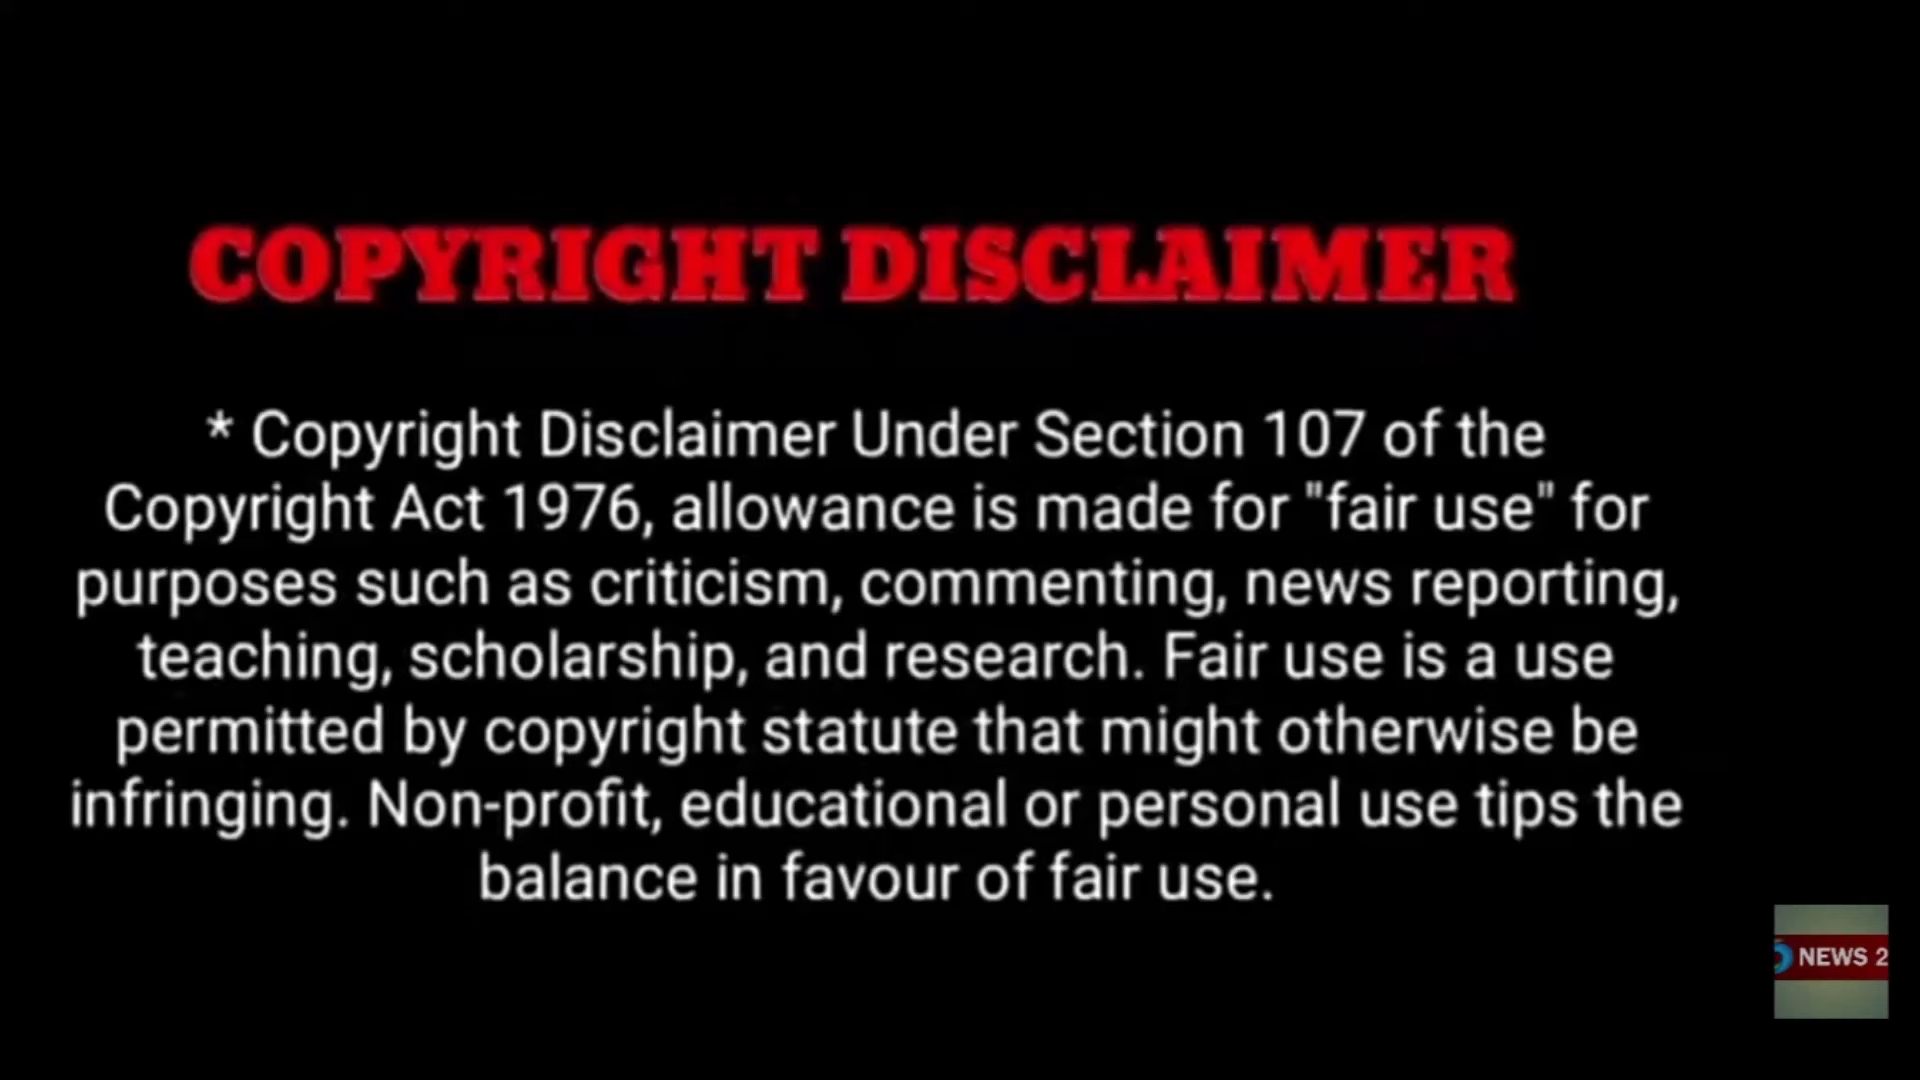 COPYRIGHT DISCLAIMER
* Copyright Disclaimer Under Section 107 of the
Copyright Act 1976, allowance is made for "fair use" for
purposes such as criticism, commenting, news reporting,
teaching, scholarship, and research. Fair use is a use
permitted by copyright statute that might otherwise be
infringing. Non-profit, educational or personal use tips the
balance in favour of fair use.
NEWS 2